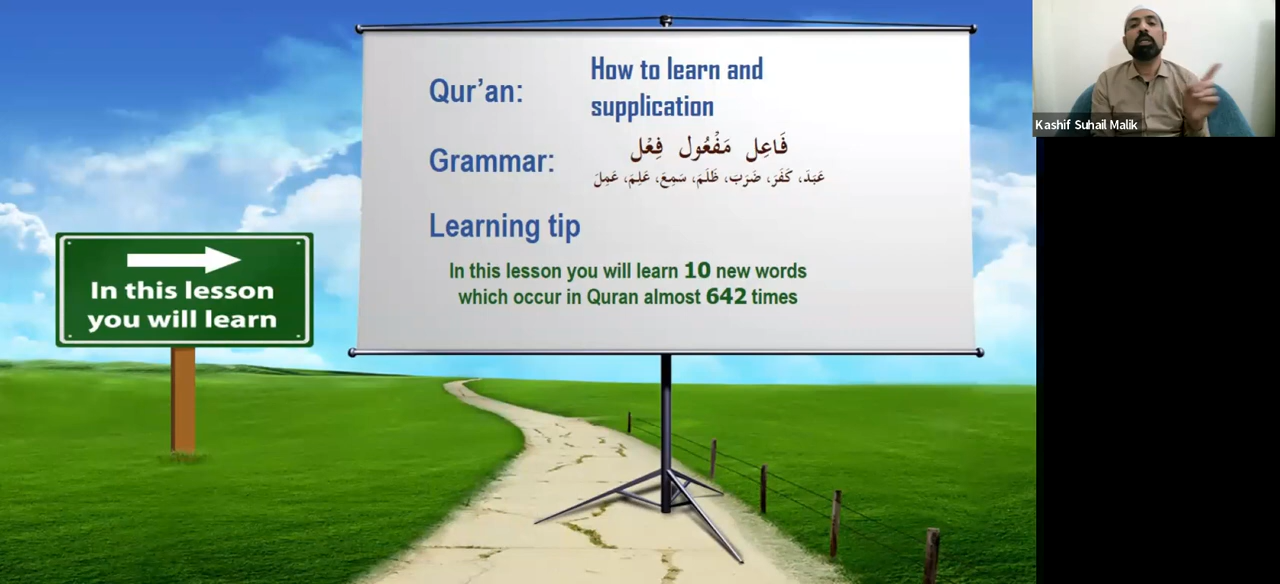 In this lesson
you will learn
Qur’an:
How to learn and
supplication
Grammar:
فَاعِل مَفْعُول فِعْل
عَبَدَ، كَفَرَ، ضَرَبَ، ظَلَمَ، سَمِعَ، عَلِمَ، عَمِلَ
Learning tip
In this lesson you will learn 10 new words
which occur in Quran almost 642 times
Kashif Suhail Malik